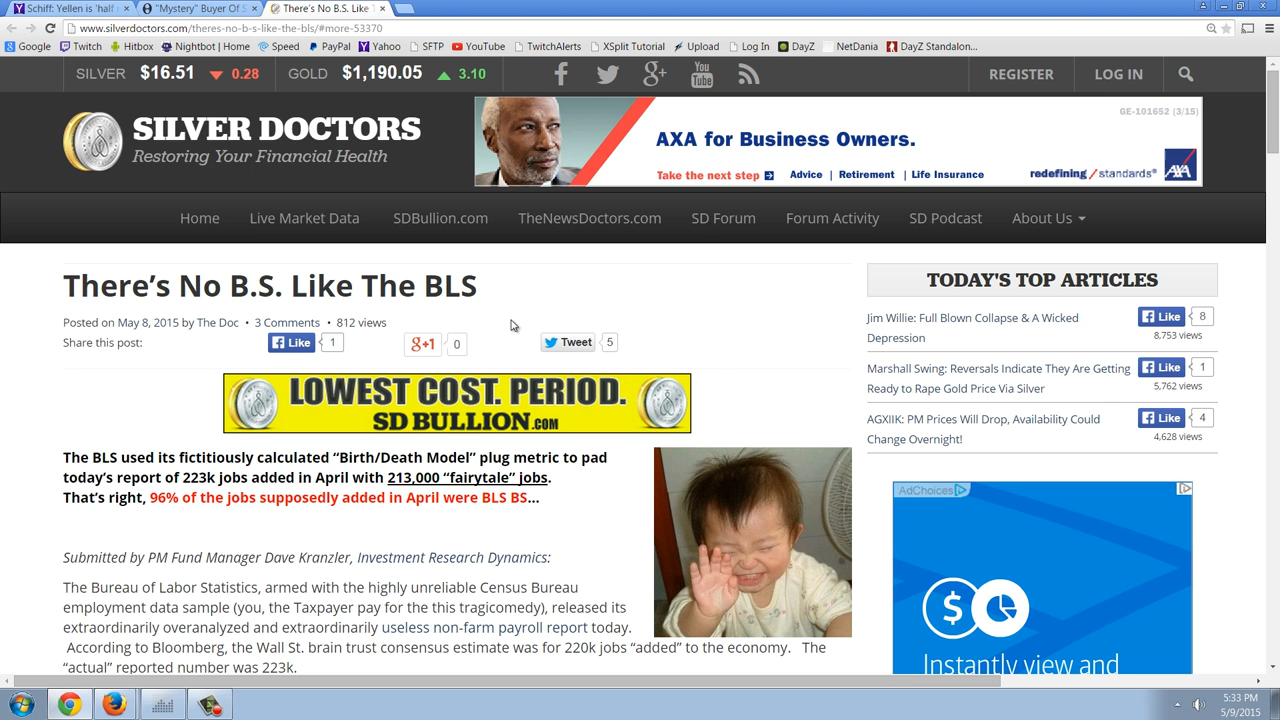 Schiff: Yellen is 'half
"Mystery" Buyer Of S
There's No B.S. Like T
www.silverdoctors.com/theres-no-b-s-like-the-bls/#more-53370
Google Twitch Hitbox Nightbot | Home Speed PayPal Yahoo SFTP YouTube TwitchAlerts XSplit Tutorial Upload Log In DayZ NetDania DayZ Standalon...
SILVER $16.51 0.28 GOLD $1,190.05 3.10
You Tube
REGISTER LOG IN
SILVER DOCTORS
Restoring Your Financial Health
GE-101652 (3/15)
AXA for Business Owners.
Take the next step Advice | Retirement | Life Insurance
redefining / standards®
AXA
Home Live Market Data SDBullion.com TheNewsDoctors.com SD Forum Forum Activity SD Podcast About Us
There's No B.S. Like The BLS
Posted on May 8, 2015 by The Doc • 3 Comments • 812 views
Share this post: Like 1 g+1 0 Tweet 5
LOWEST COST. PERIOD.
SD BULLION.COM
The BLS used its fictitiously calculated “Birth/Death Model” plug metric to pad
today's report of 223k jobs added in April with 213,000 “fairytale” jobs.
That's right, 96% of the jobs supposedly added in April were BLS BS...
Submitted by PM Fund Manager Dave Kranzler, Investment Research Dynamics:
The Bureau of Labor Statistics, armed with the highly unreliable Census Bureau
employment data sample (you, the Taxpayer pay for the this tragicomedy), released its
extraordinarily overanalyzed and extraordinarily useless non-farm payroll report today.
According to Bloomberg, the Wall St. brain trust consensus estimate was for 220k jobs “added” to the economy. The
“actual” reported number was 223k.
TODAY'S TOP ARTICLES
Jim Willie: Full Blown Collapse & A Wicked
Depression
Like 8
8,753 views
Marshall Swing: Reversals Indicate They Are Getting
Ready to Rape Gold Price Via Silver
Like 1
5,762 views
AGXIIK: PM Prices Will Drop, Availability Could
Change Overnight!
Like 4
4,628 views
AdChoices
Instantly view and
5:33 PM
5/9/2015